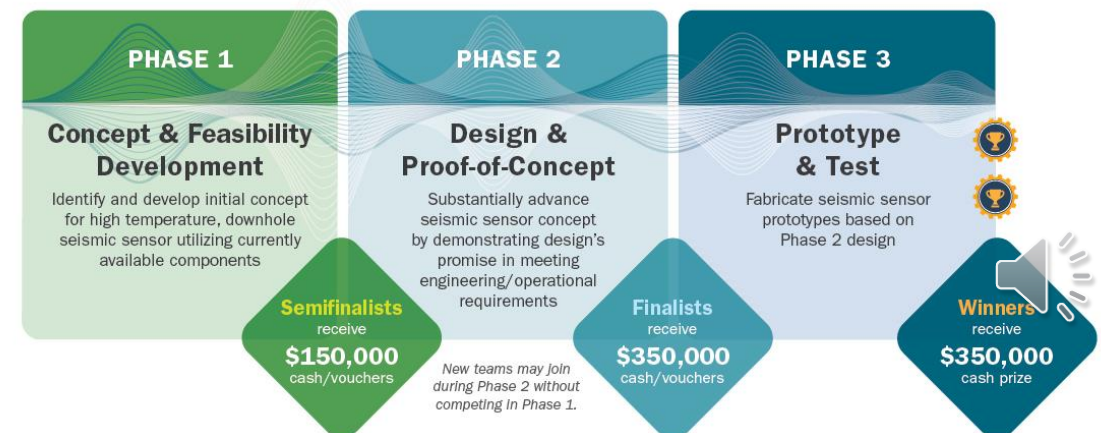 PHASE 1
Concept & Feasibility
Development
Identify and develop initial concept
for high temperature, downhole
seismic sensor utilizing currently
available components
Semifinalists
receive
$150,000
cash/vouchers
PHASE 2
Design &
Proof-of-Concept
Substantially advance
seismic sensor concept
by demonstrating design’s
promise in meeting
engineering/operational
requirements
New teams may join
during Phase 2 without
competing in Phase 1.
Finalists
receive
$350,000
cash/vouchers
PHASE 3
Prototype
& Test
Fabricate seismic sensor
prototypes based on
Phase 2 design
Winners
receive
$350,000
cash prize